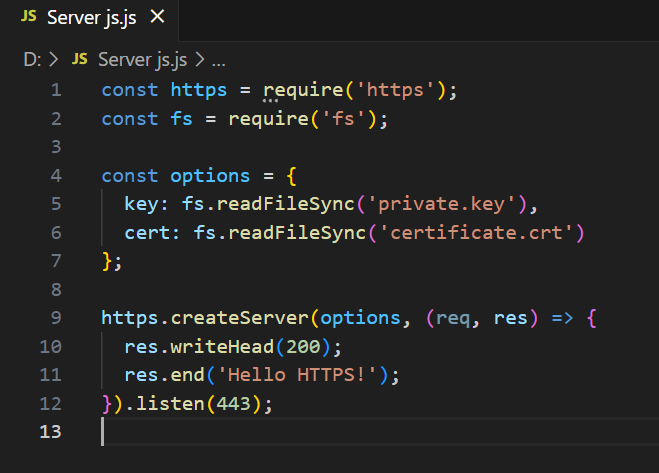 JS Server js.js ×
D: > JS Server js.js > ...
1 const https = require('https');
2 const fs = require('fs');
3
4 const options = {
5   key: fs.readFileSync('private.key'),
6   cert: fs.readFileSync('certificate.crt')
7 };
8
9 https.createServer(options, (req, res) => {
10   res.writeHead(200);
11   res.end('Hello HTTPS!');
12 }).listen(443);
13